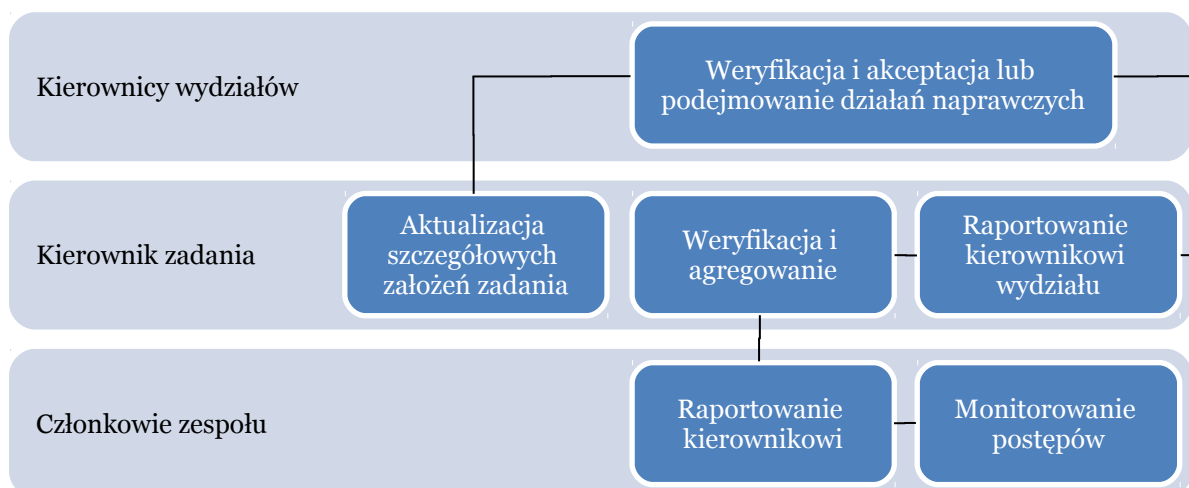 Kierownicy wydziałów
Weryfikacja i akceptacja lub
podejmowanie działań naprawczych
Kierownik zadania
Aktualizacja
szczegółowych
założeń zadania
Weryfikacja i
agregowanie
Raportowanie
kierownikowi
wydziału
Członkowie zespołu
Raportowanie
kierownikowi
Monitorowanie
postępów